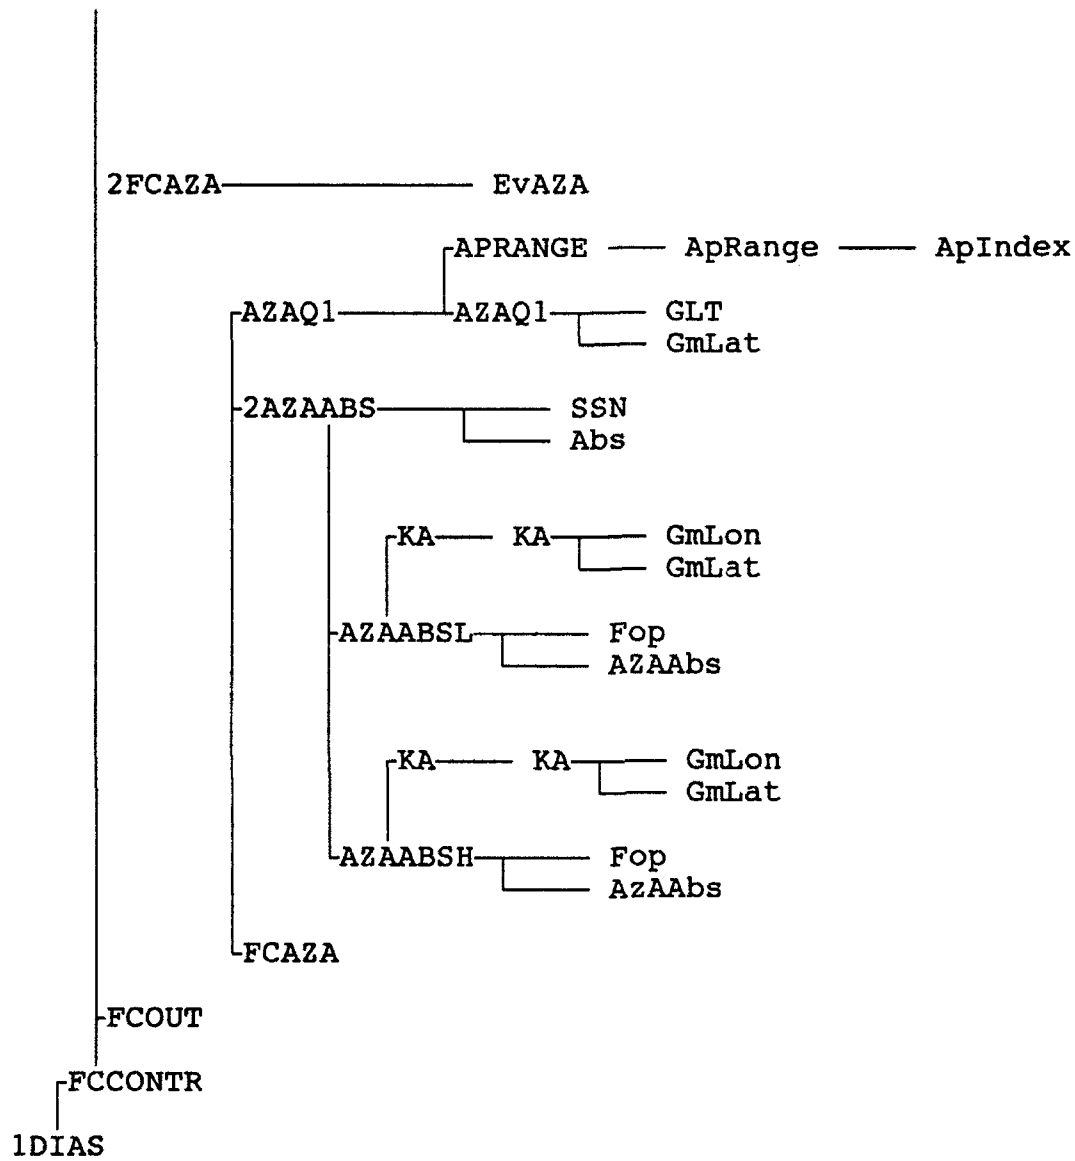 2FCAZA EvAZA
APRANGE ApRange ApIndex
AZAQ1 AZAQ1 GLT
GmLat
2AZAABS SSN
Abs
KA KA GmLon
GmLat
AZAABSL Fop
AZAAbs
KA KA GmLon
GmLat
AZAABSH Fop
AzAAbs
FCAZA
FCOUT
FCCONTR
1DIAS